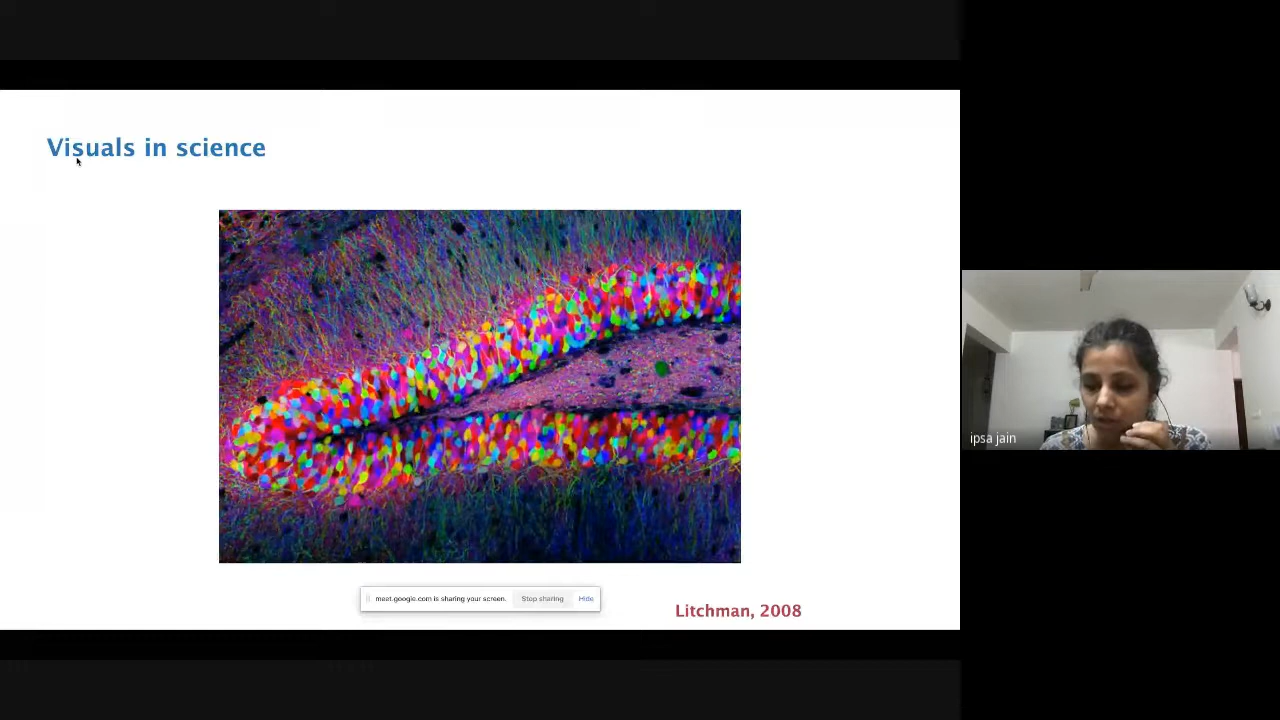 Visuals in science
meet.google.com is sharing your screen. Stop sharing Hide
Litchman, 2008
ipsa jain